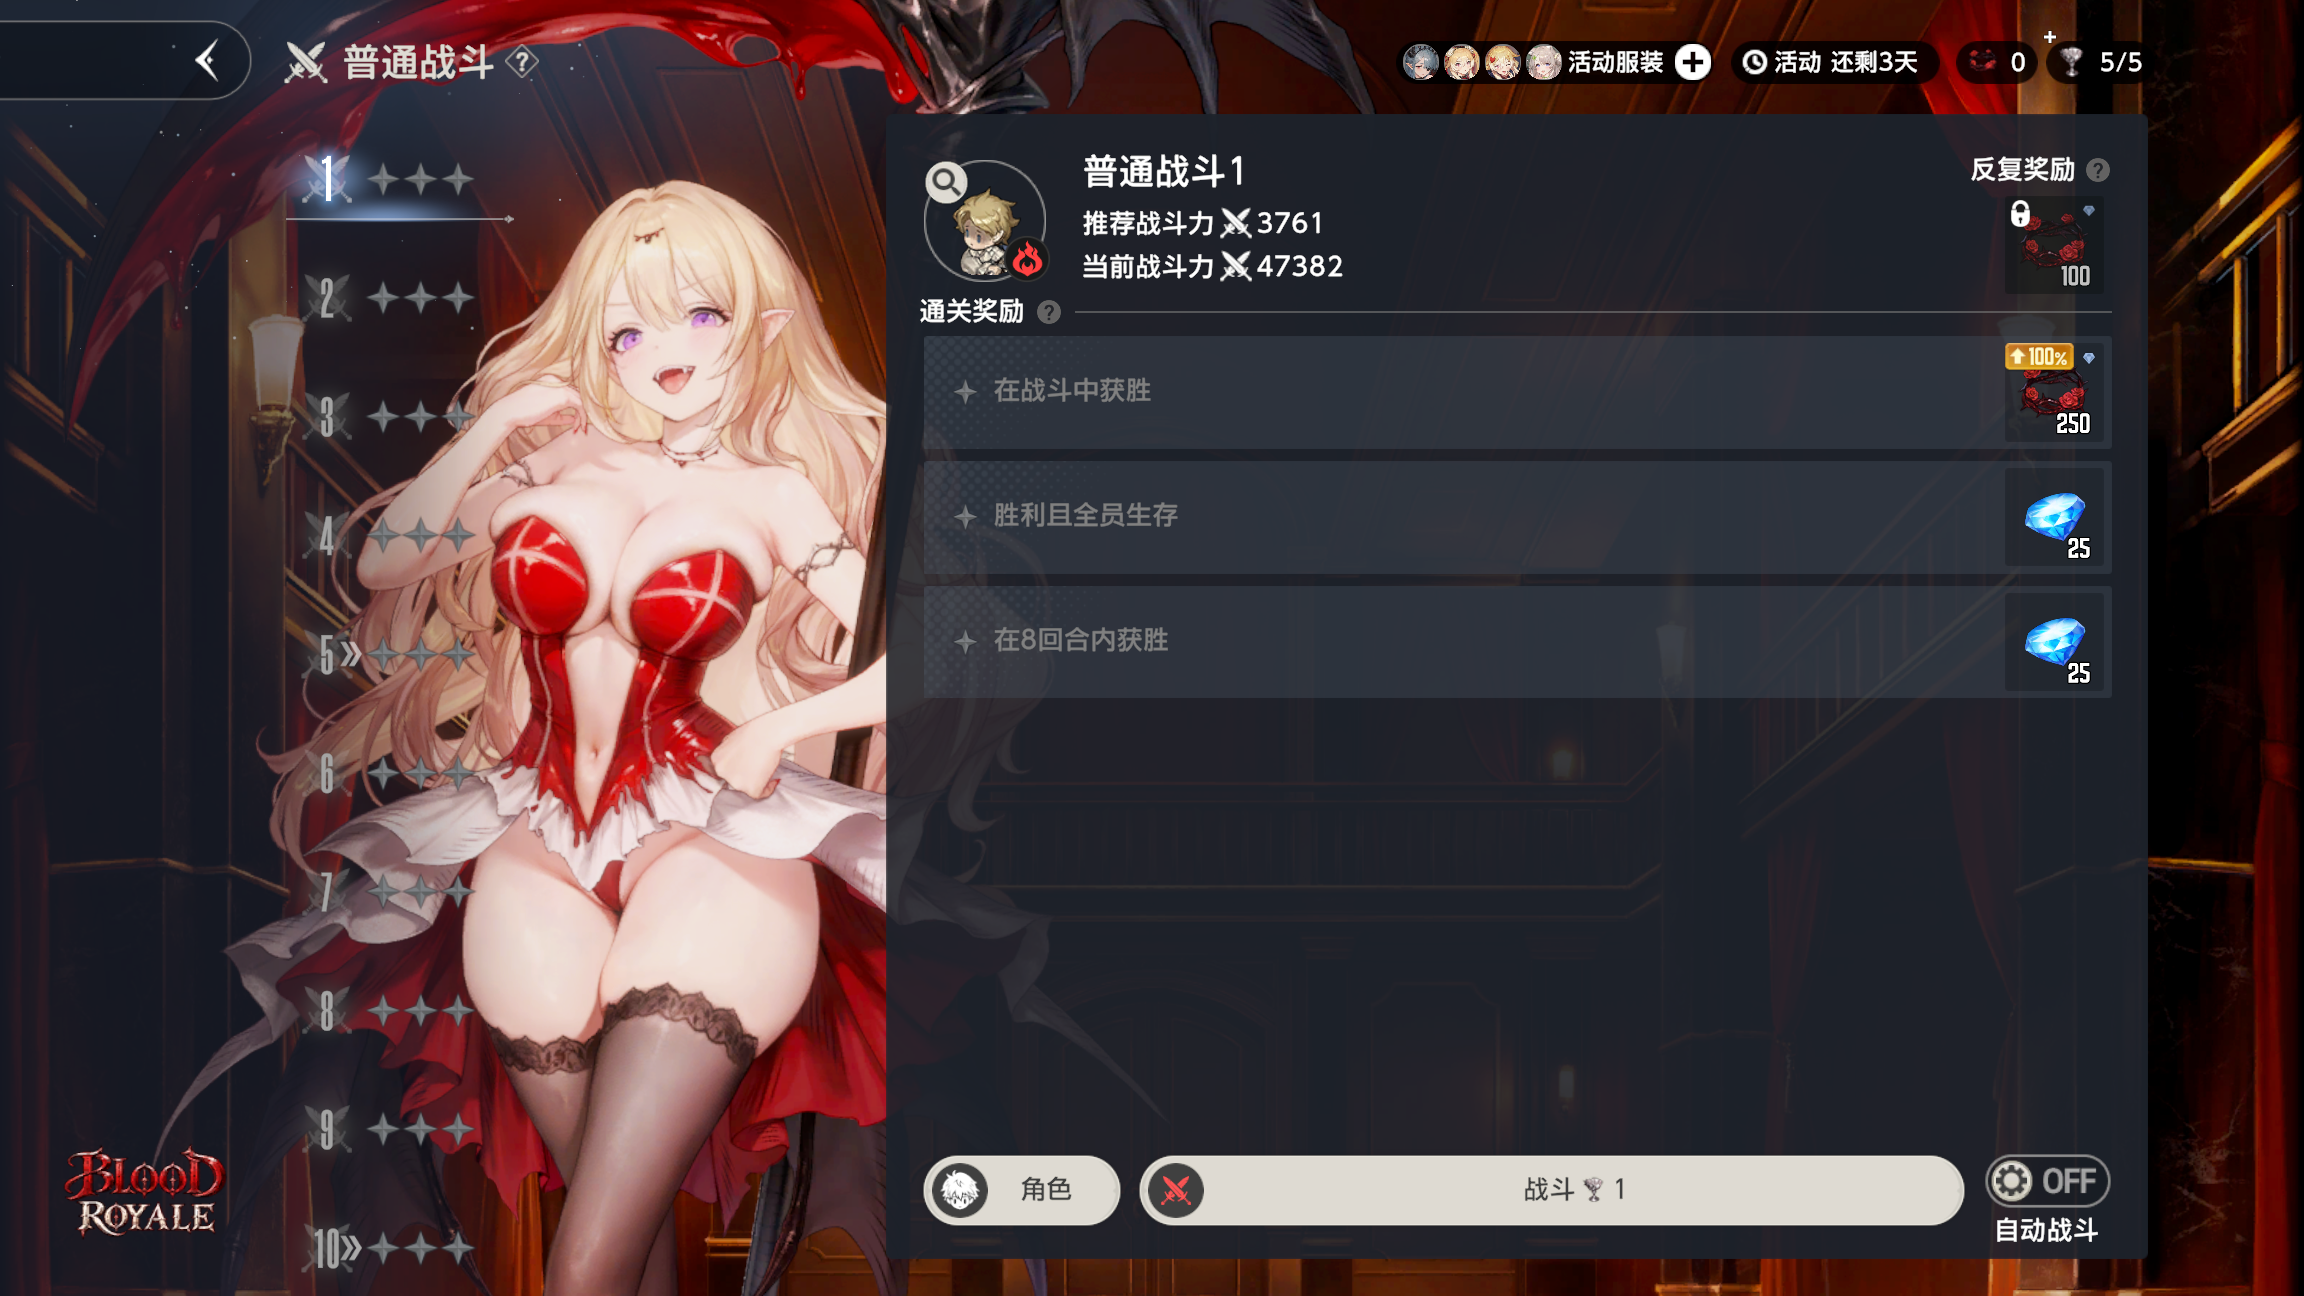 普通战斗 ?
活动服装 +
活动 还剩3天
0
5/5
1
2
3
4
5
6
7
8
9
10
BLOOD
ROYALE
普通战斗1
推荐战斗力 3761
当前战斗力 47382
反复奖励 ?
100
通关奖励 ?
在战斗中获胜
100%
250
胜利且全员生存
25
在8回合内获胜
25
角色
战斗 1
OFF
自动战斗